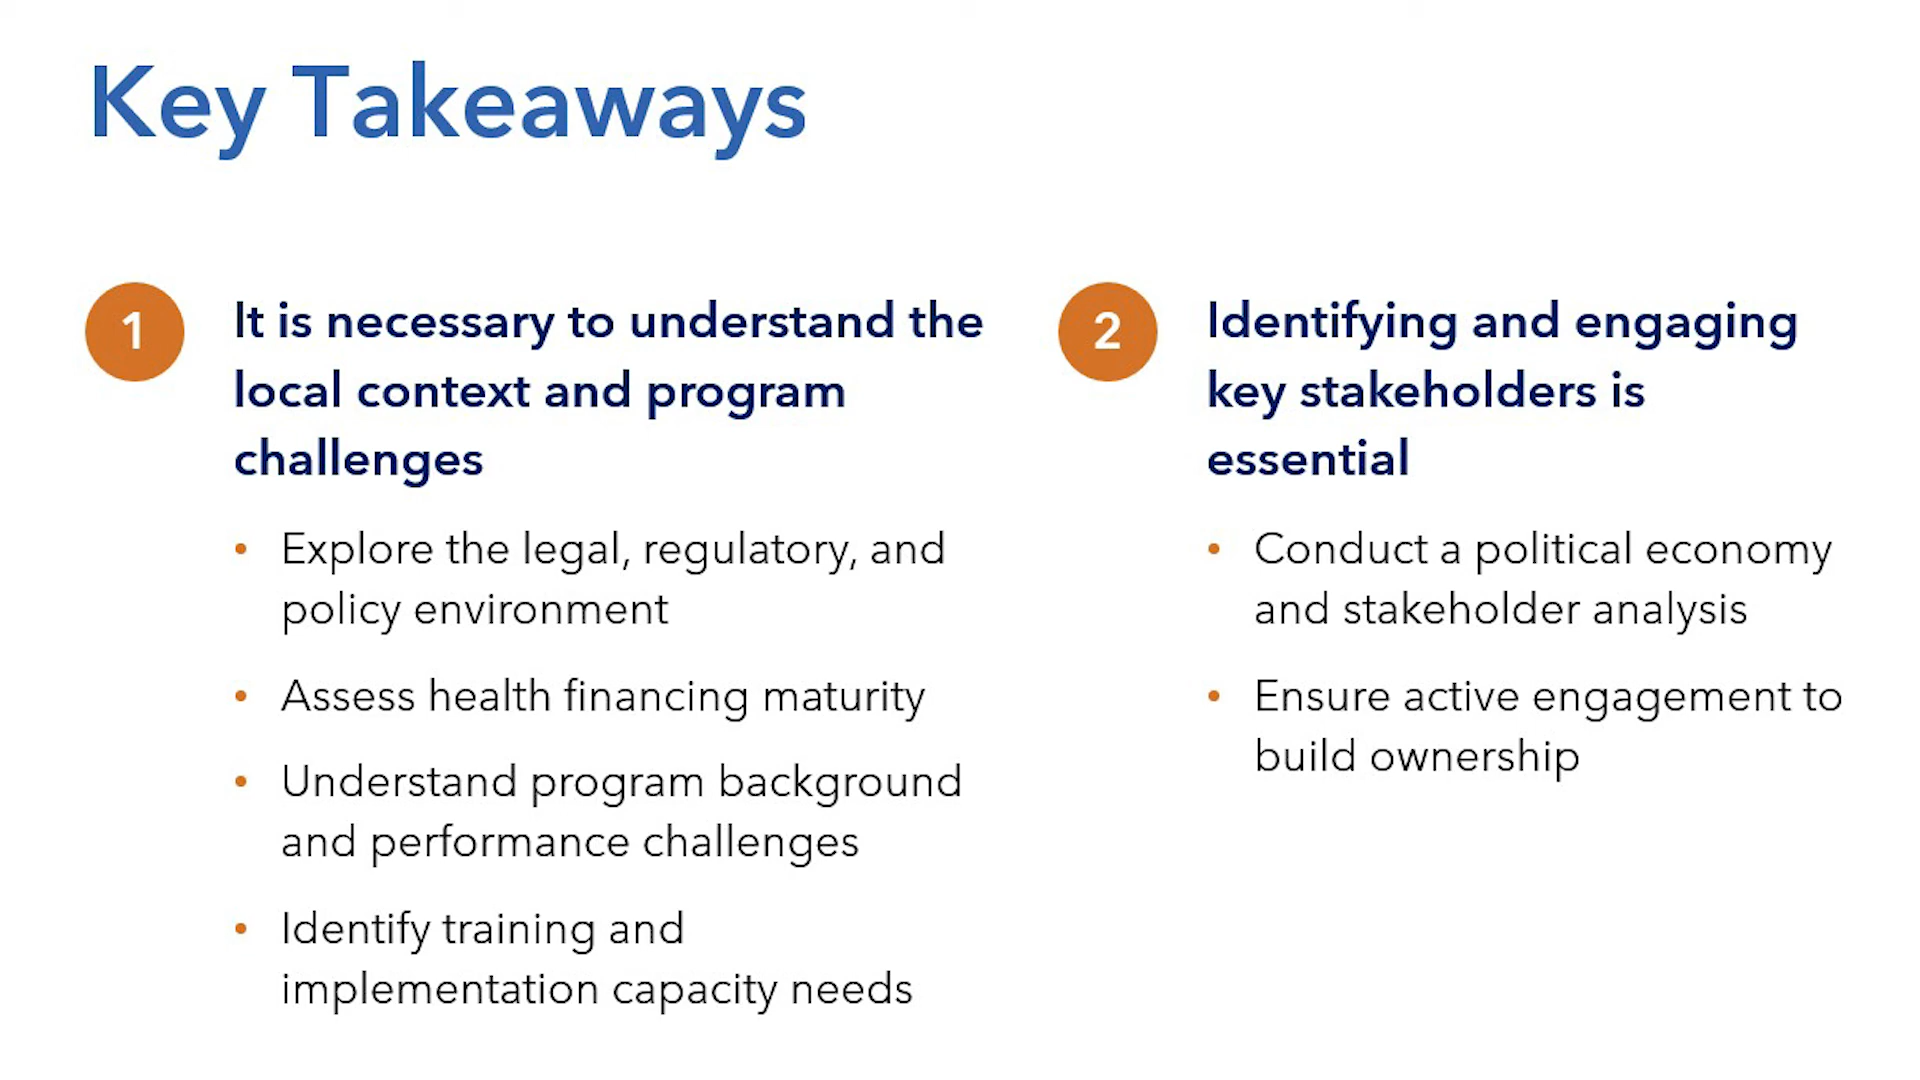 Key Takeaways
1
It is necessary to understand the
local context and program
challenges
• Explore the legal, regulatory, and
policy environment
• Assess health financing maturity
• Understand program background
and performance challenges
• Identify training and
implementation capacity needs
2
Identifying and engaging
key stakeholders is
essential
• Conduct a political economy
and stakeholder analysis
• Ensure active engagement to
build ownership